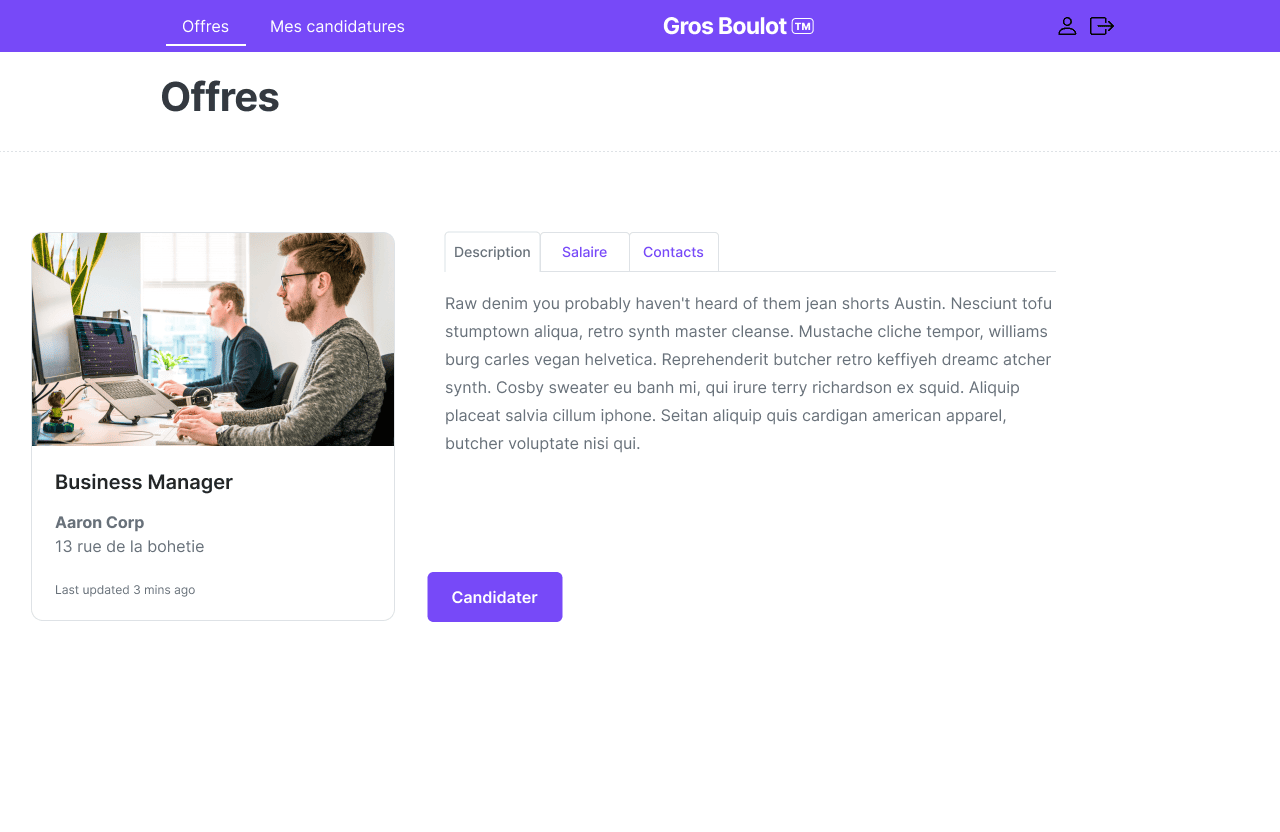 Offres
Mes candidatures
Gros Boulot TM
Offres
Description
Salaire
Contacts
Raw denim you probably haven't heard of them jean shorts Austin. Nesciunt tofu
stumptown aliqua, retro synth master cleanse. Mustache cliche tempor, williams
burg carles vegan helvetica. Reprehenderit butcher retro keffiyeh dreamc atcher
synth. Cosby sweater eu banh mi, qui irure terry richardson ex squid. Aliquip
placeat salvia cillum iphone. Seitan aliquip quis cardigan american apparel,
butcher voluptate nisi qui.
Business Manager
Aaron Corp
13 rue de la bohetie
Last updated 3 mins ago
Candidater